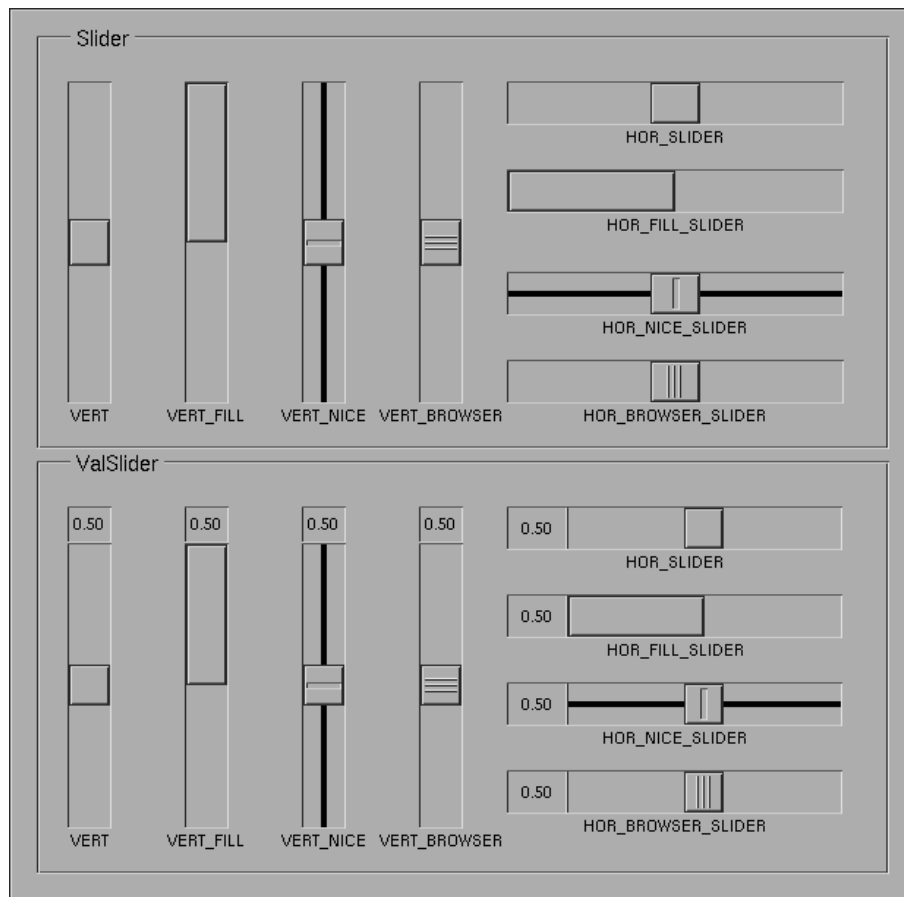 Slider
HOR_SLIDER
HOR_FILL_SLIDER
HOR_NICE_SLIDER
VERT VERT_FILL VERT_NICE VERT_BROWSER HOR_BROWSER_SLIDER
ValSlider
0.50 0.50 0.50 0.50 0.50
HOR_SLIDER
0.50
HOR_FILL_SLIDER
0.50
HOR_NICE_SLIDER
0.50
HOR_BROWSER_SLIDER
VERT VERT_FILL VERT_NICE VERT_BROWSER